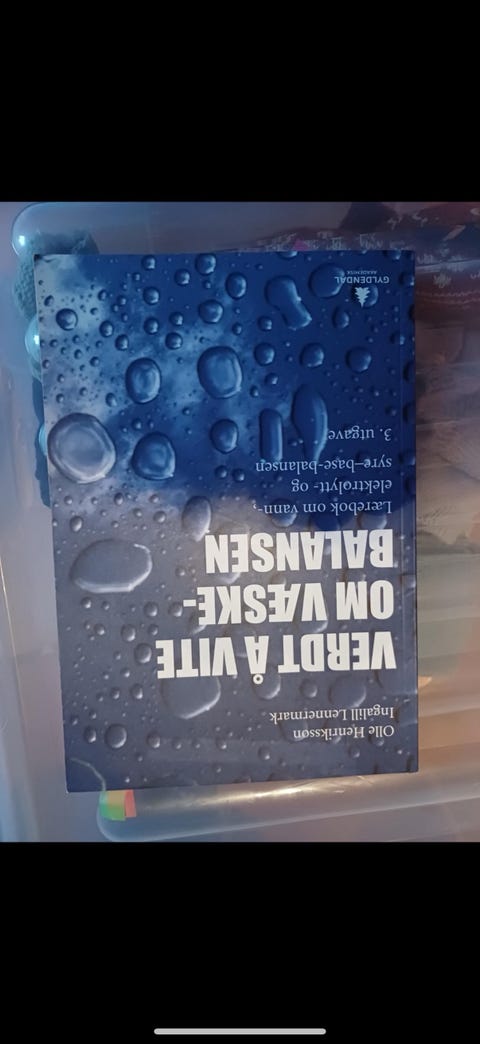 Olle Henriksson
Ingalill Lennermark
VERDT Å VITE
OM VÆSKE-
BALANSEN
Lærebok om vann-,
elektrolytt- og
syre–base-balansen
3. utgave
GYLDENDAL
AKADEMISK